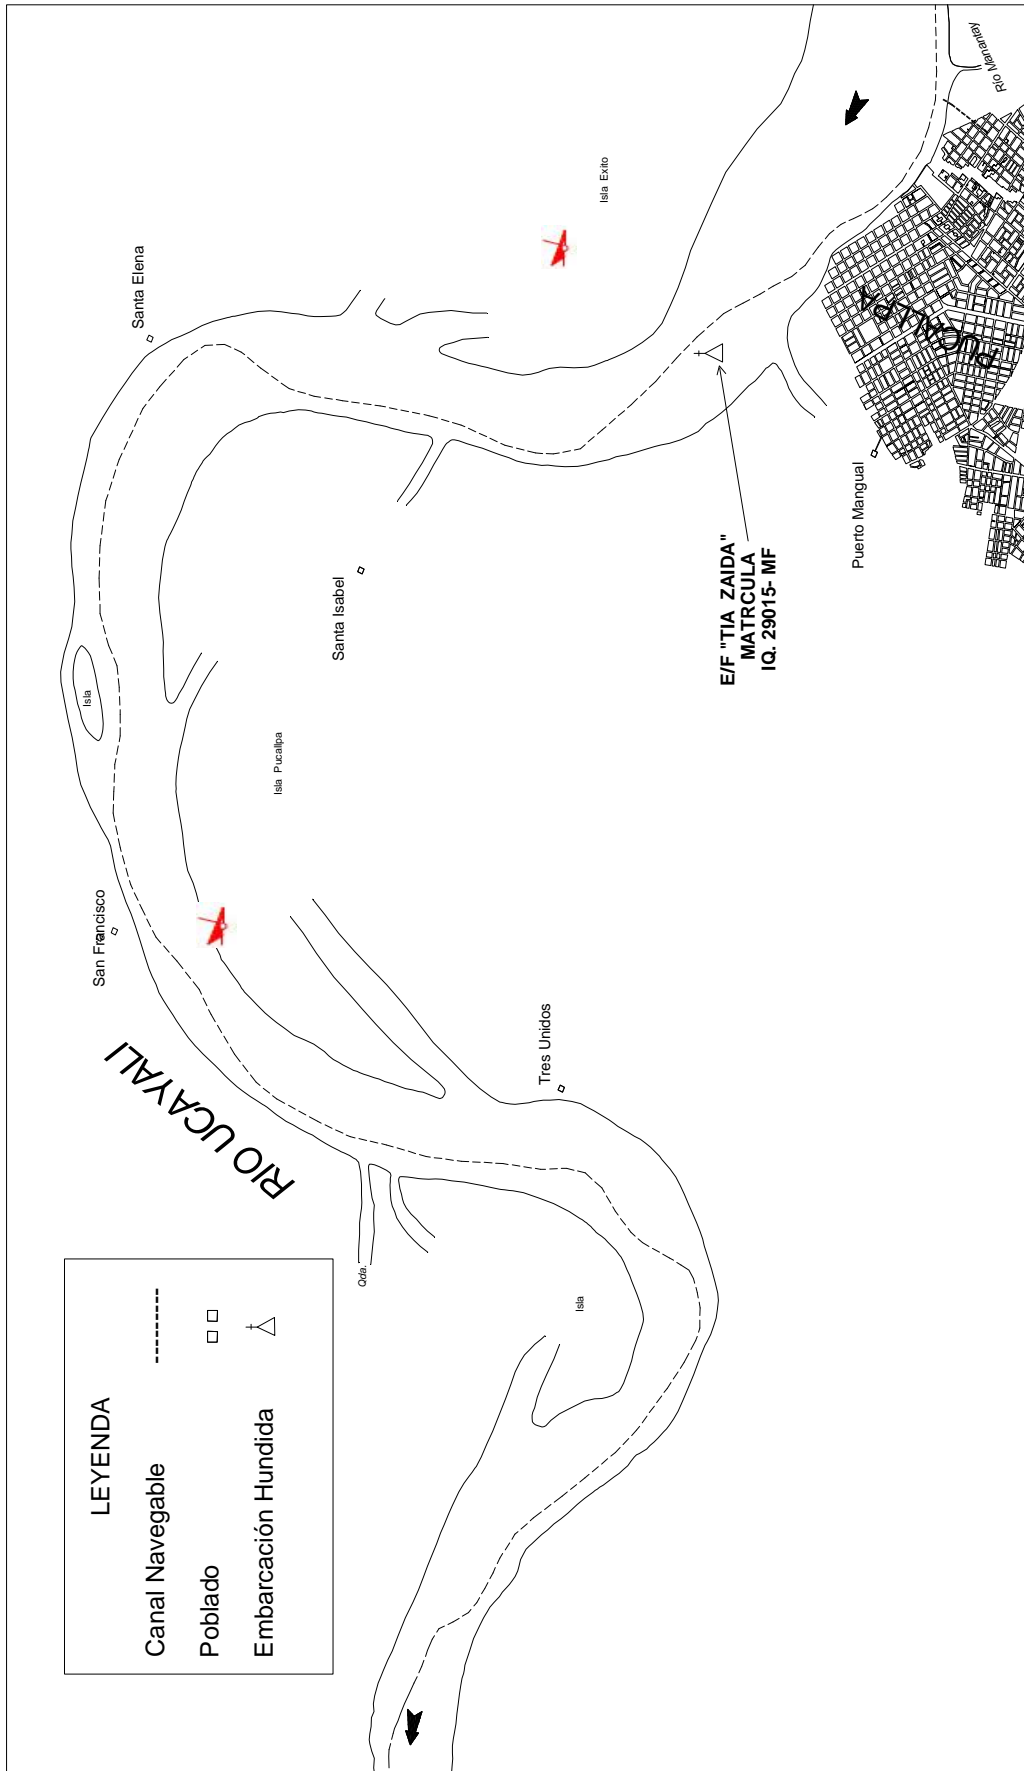 LEYENDA
Canal Navegable
Poblado
Embarcación Hundida
RIO UCAYALI
San Francisco
Isla
Santa Elena
Isla Pucallpa
Santa Isabel
Qda.
Isla
Tres Unidos
Isla Exito
E/F "TIA ZAIDA"
MATRCULA
IQ. 29015- MF
Puerto Mangual
PUCALLPA
Rio Manantay